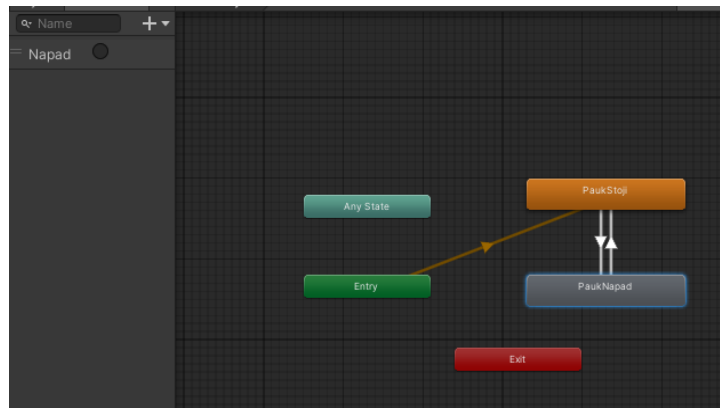 Name
Napad
PaukStoji
Any State
Entry
PaukNapad
Exit